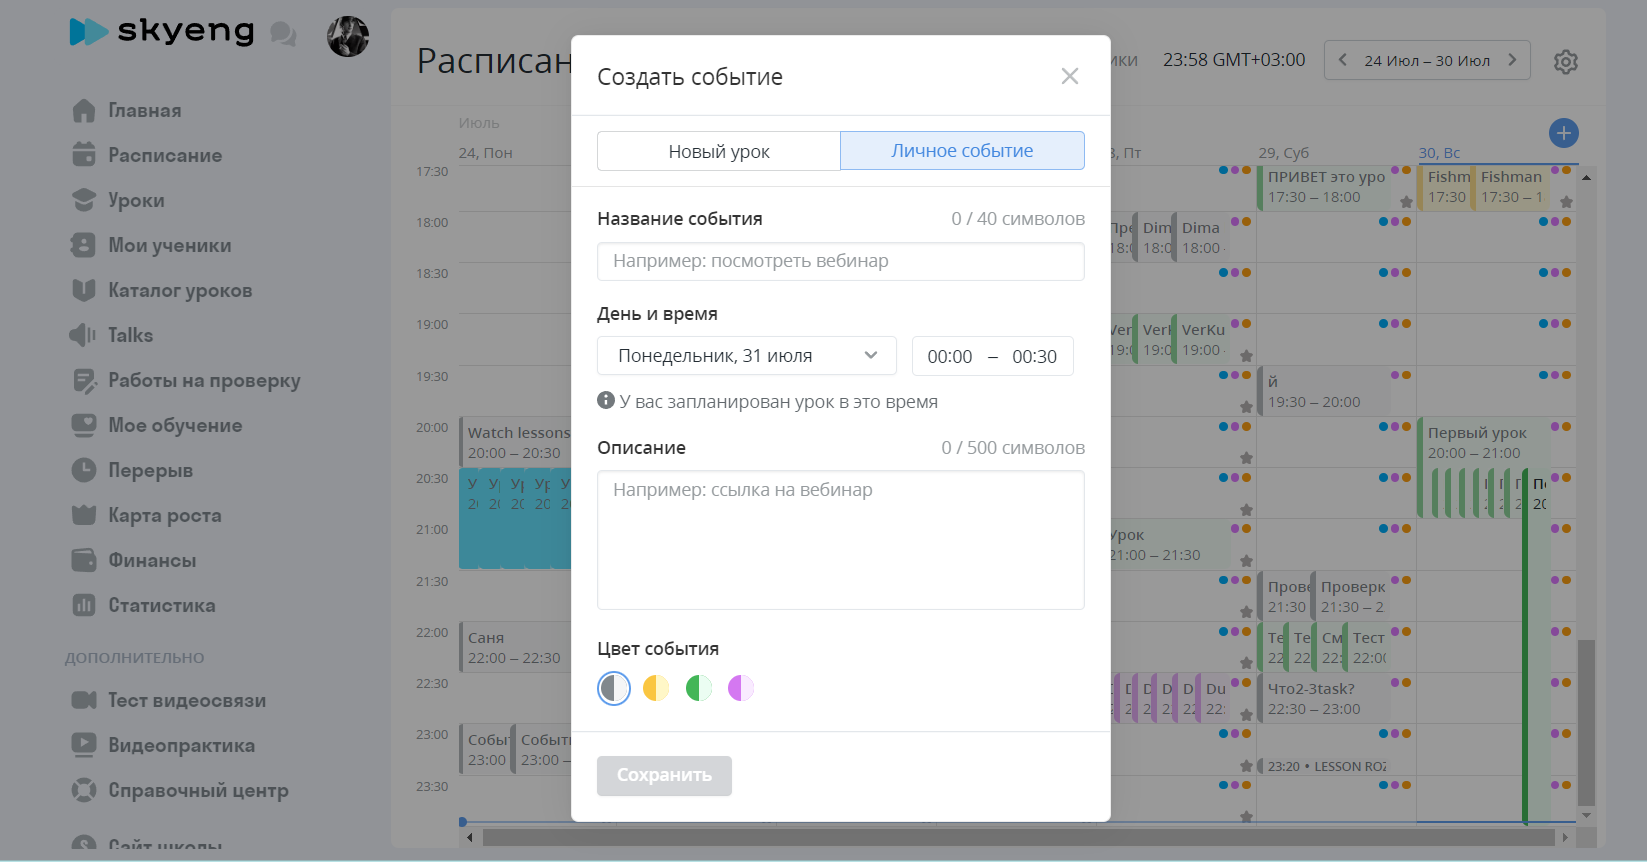 skyeng
Главная
Расписание
Уроки
Мои ученики
Каталог уроков
Talks
Работы на проверку
Мое обучение
Перерыв
Карта роста
Финансы
Статистика
ДОПОЛНИТЕЛЬНО
Тест видеосвязи
Видеопрактика
Справочный центр
Сайт школы
Расписан
23:58 GMT+03:00
24 Июл – 30 Июл
Июль
24, Пон
Пт
29, Суб
30, Вс
17:30
18:00
18:30
19:00
19:30
20:00
20:30
21:00
21:30
22:00
22:30
23:00
23:30
Watch lessons
20:00 – 20:30
Саня
22:00 – 22:30
Событ
23:00
Событи
23:00 –
Создать событие
Новый урок
Личное событие
Название события
0 / 40 символов
Например: посмотреть вебинар
День и время
Понедельник, 31 июля
00:00 – 00:30
У вас запланирован урок в это время
Описание
0 / 500 символов
Например: ссылка на вебинар
Цвет события
Сохранить
Dim
Dima
18:00
VerKu
19:00
Урок
21:00 – 21:30
Du
22:
ПРИВЕТ это уро
17:30 – 18:00
й
19:30 – 20:00
Прове
21:30
Проверк
21:30 – 2
Те
Те
См
Тест
22:00
Что2-3task?
22:30 – 23:00
23:20 • LESSON
Fishm
17:30
Fishman
17:30 – 1
Первый урок
20:00 – 21:00